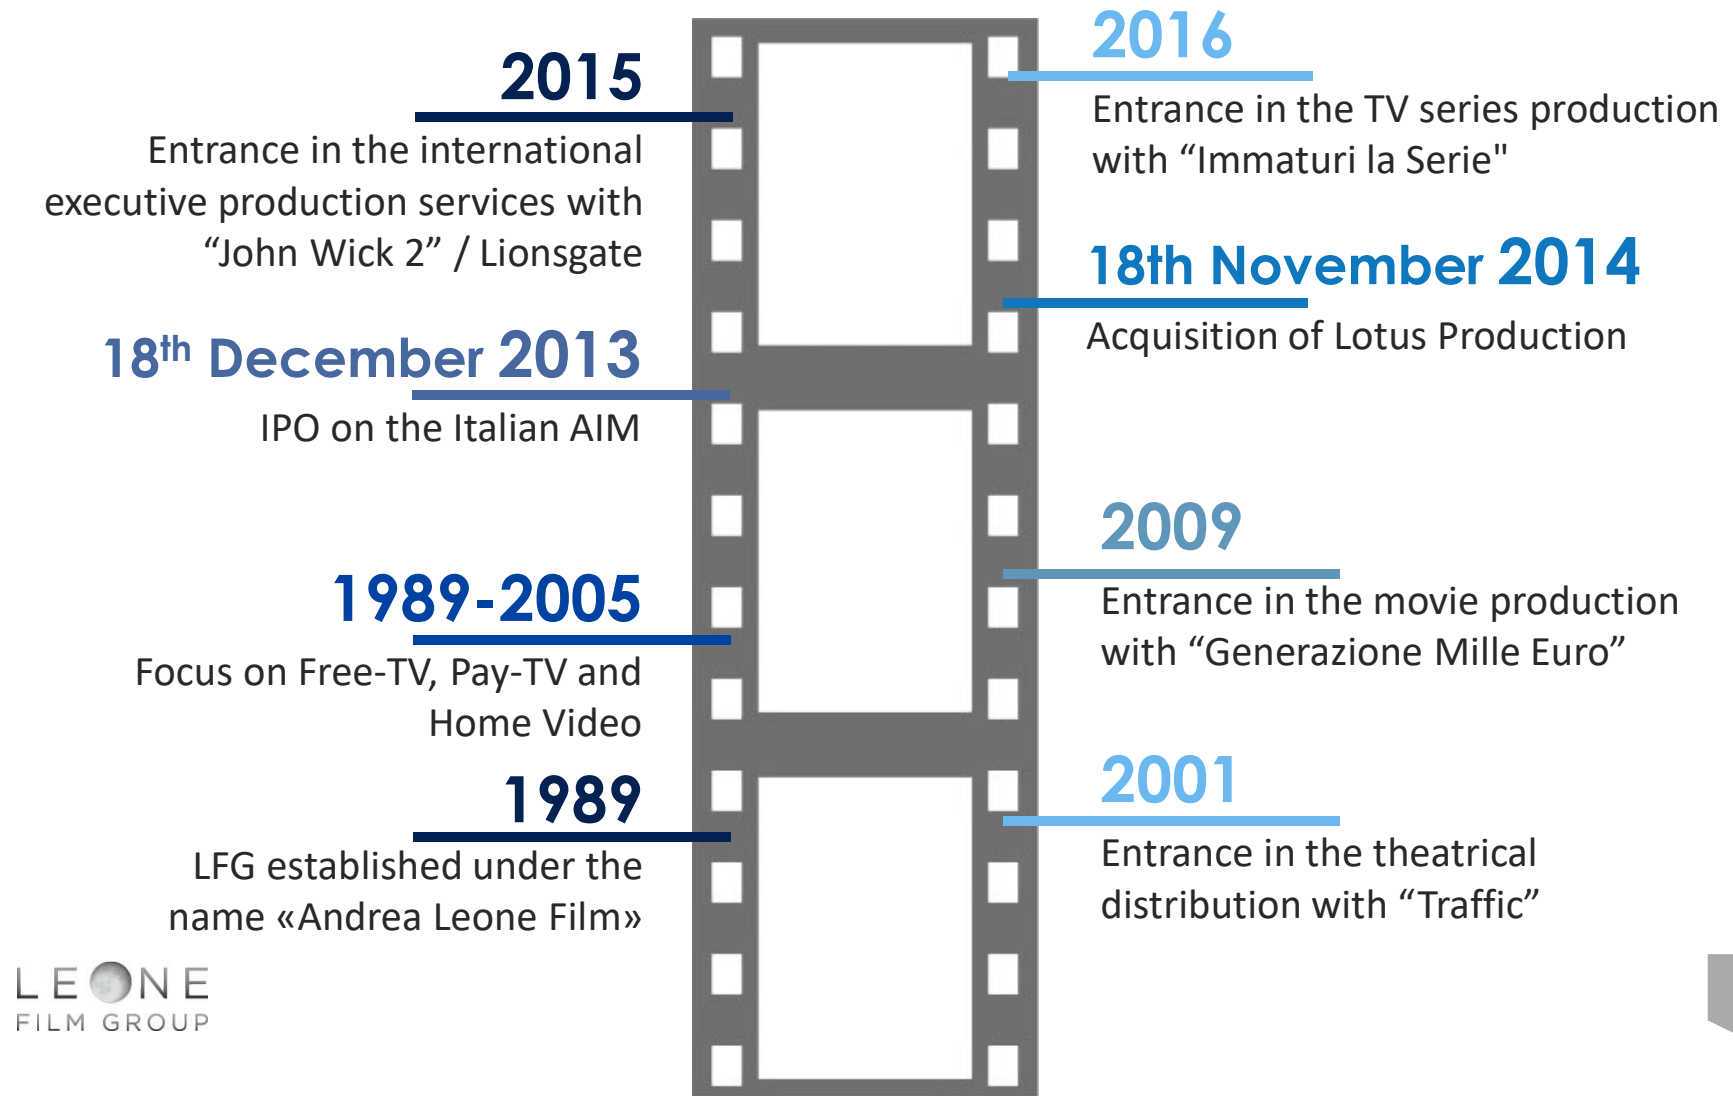 2015
Entrance in the international
executive production services with
“John Wick 2” / Lionsgate
18th December 2013
IPO on the Italian AIM
1989-2005
Focus on Free-TV, Pay-TV and
Home Video
1989
LFG established under the
name «Andrea Leone Film»
2016
Entrance in the TV series production
with “Immaturi la Serie"
18th November 2014
Acquisition of Lotus Production
2009
Entrance in the movie production
with “Generazione Mille Euro”
2001
Entrance in the theatrical
distribution with “Traffic”
LEONE
FILM GROUP